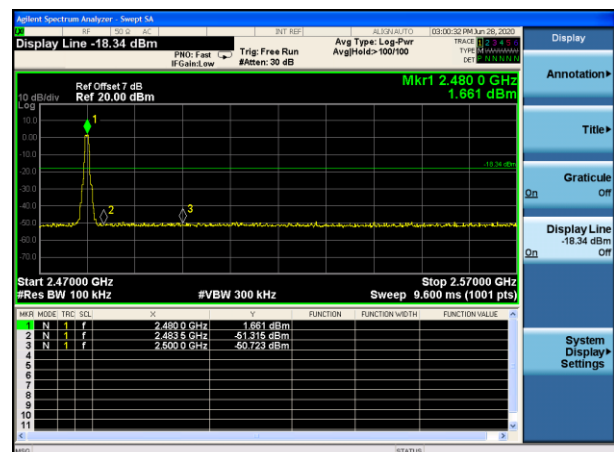 Agilent Spectrum Analyzer - Swept SA
RF 50 Ω AC INT REF ALIGNAUTO 03:00:32 PM Jun 28, 2020
Display Line -18.34 dBm
PNO: Fast
IFGain:Low
Trig: Free Run
#Atten: 30 dB
Avg Type: Log-Pwr
Avg|Hold:>100/100
TRACE 1 2 3 4 5 6
TYPE M
DET P N N N N N
Display
Mkr1 2.480 0 GHz
1.661 dBm
Ref Offset 7 dB
Ref 20.00 dBm
10 dB/div
Log
10.0
0.00
-10.0
-20.0
-30.0
-40.0
-50.0
-60.0
-70.0
1
2
3
-18.34 dBm
Start 2.47000 GHz
Stop 2.57000 GHz
#Res BW 100 kHz
#VBW 300 kHz
Sweep 9.600 ms (1001 pts)
MKR MODE TRC SCL X Y FUNCTION FUNCTION WIDTH FUNCTION VALUE
1 N 1 f 2.480 0 GHz 1.661 dBm
2 N 1 f 2.483 5 GHz -51.315 dBm
3 N 1 f 2.500 0 GHz -50.723 dBm
4
5
6
7
8
9
10
11
MSG
STATUS
Annotation
Title
Graticule
On Off
Display Line
-18.34 dBm
On Off
System
Display
Settings